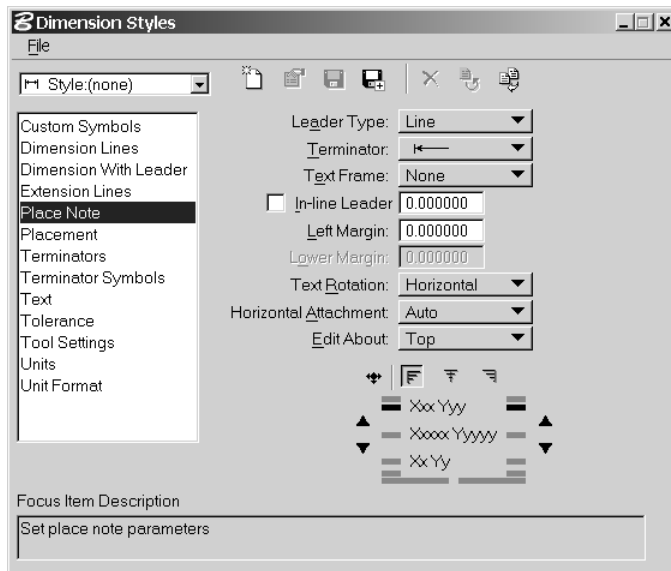 Dimension Styles
File
Style:(none)
Custom Symbols
Dimension Lines
Dimension With Leader
Extension Lines
Place Note
Placement
Terminators
Terminator Symbols
Text
Tolerance
Tool Settings
Units
Unit Format
Leader Type: Line
Terminator:
Text Frame: None
In-line Leader 0.000000
Left Margin: 0.000000
Lower Margin: 0.000000
Text Rotation: Horizontal
Horizontal Attachment: Auto
Edit About: Top
Xxx Yyy
Xxxxx Yyyyy
Xx Yy
Focus Item Description
Set place note parameters